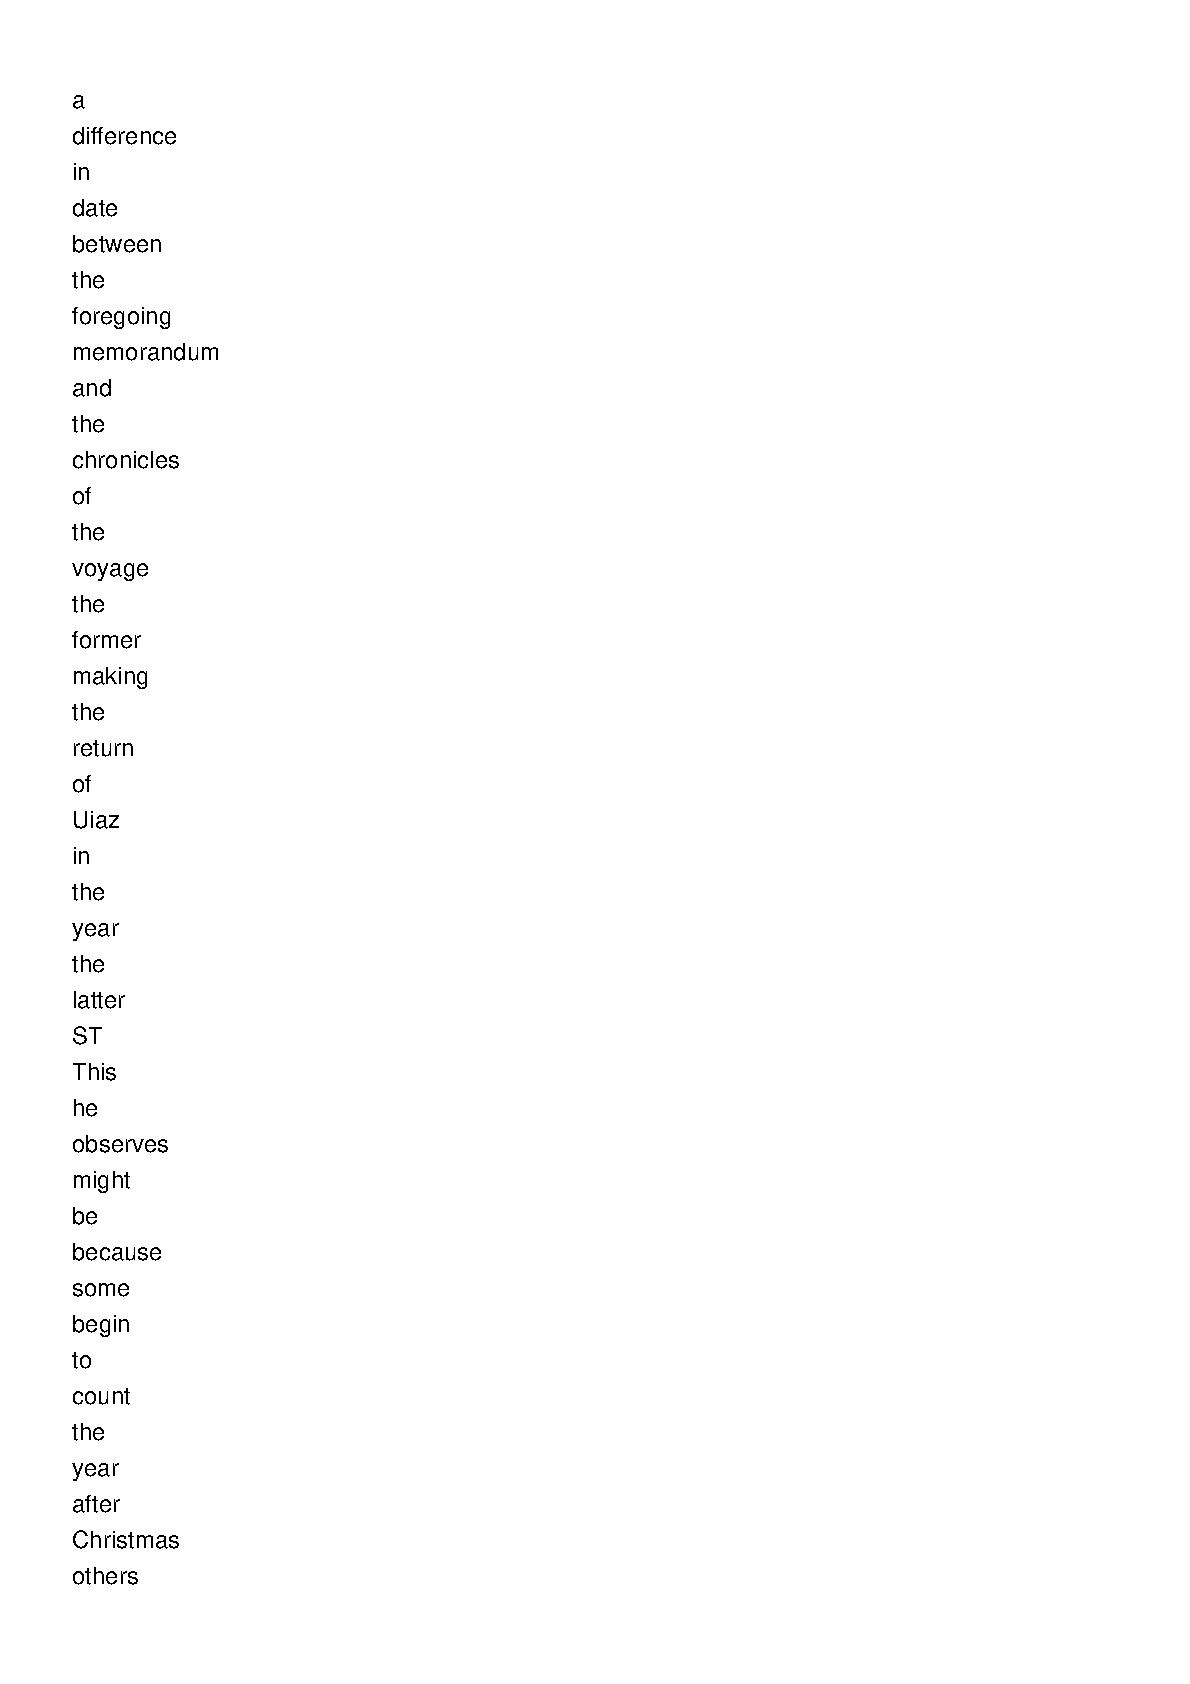 a
difference
in
date
between
the
foregoing
memorandum
and
the
chronicles
of
the
voyage
the
former
making
the
return
of
Uiaz
in
the
year
the
latter
ST
This
he
observes
might
be
because
some
begin
to
count
the
year
after
Christmas
others